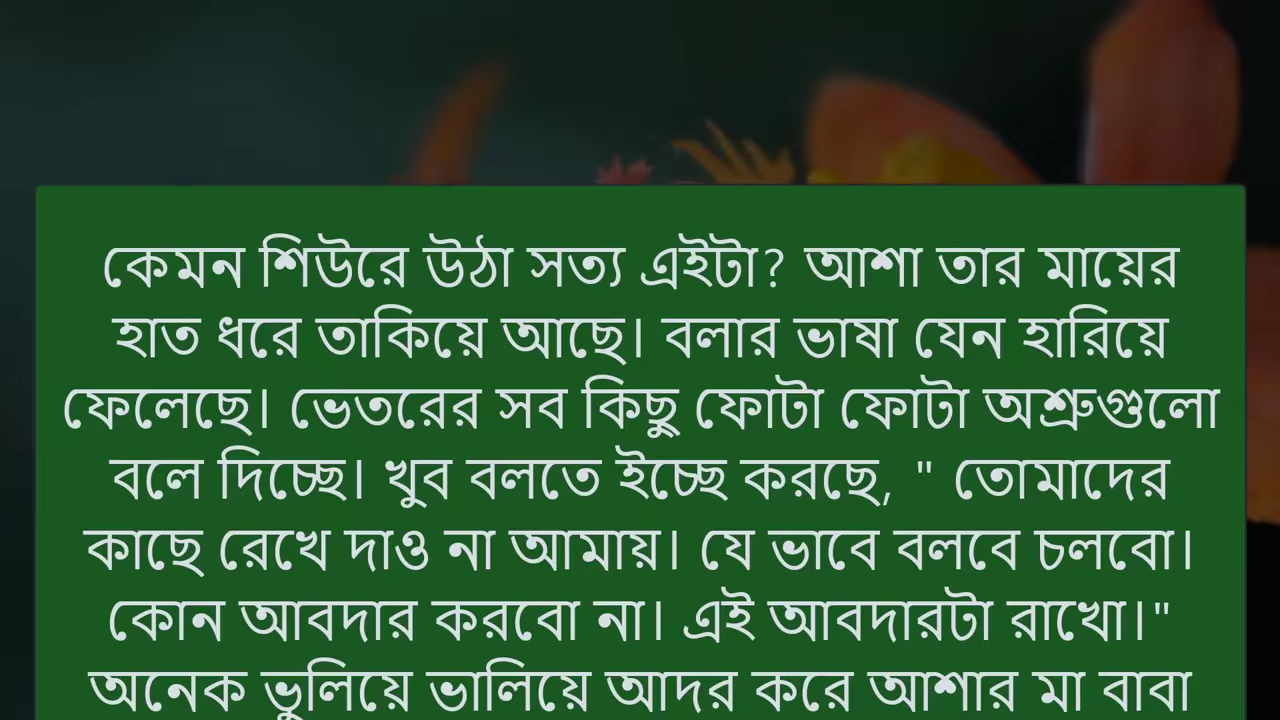 কেমন শিউরে উঠা সত্য এইটা? আশা তার মায়ের
হাত ধরে তাকিয়ে আছে। বলার ভাষা যেন হারিয়ে
ফেলেছে। ভেতরের সব কিছু ফোটা ফোটা অশ্রুগুলো
বলে দিচ্ছে। খুব বলতে ইচ্ছে করছে, " তোমাদের
কাছে রেখে দাও না আমায়। যে ভাবে বলবে চলবো।
কোন আবদার করবো না। এই আবদারটা রাখো।"
অনেক ভুলিয়ে ভালিয়ে আদর করে আশার মা বাবা